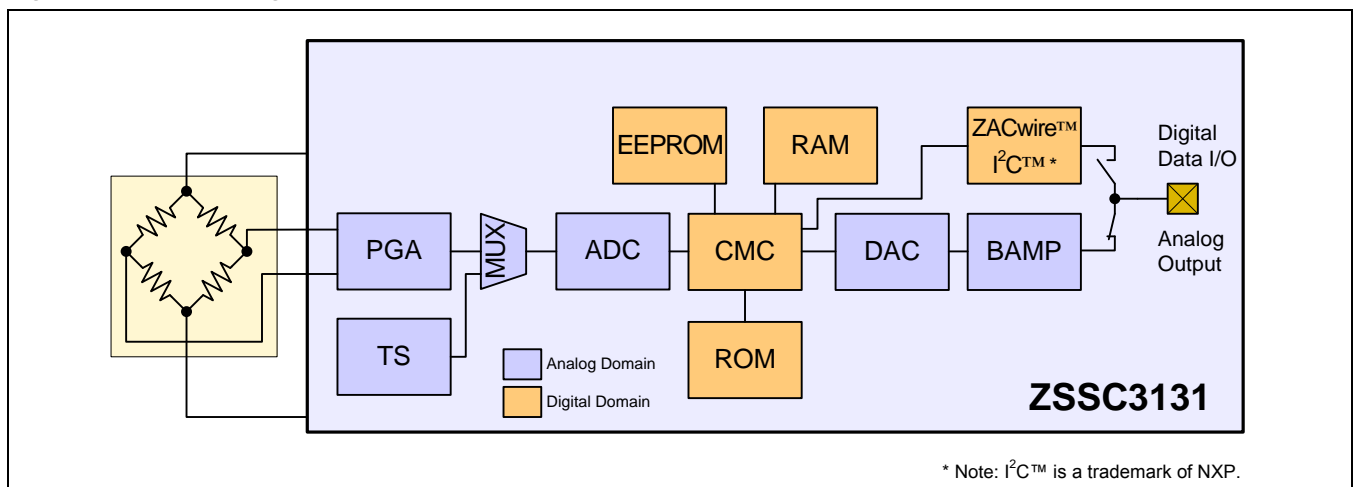 EEPROM
RAM
ZACwire™
I²C™ *
Digital
Data I/O
PGA
MUX
ADC
CMC
DAC
BAMP
Analog
Output
TS
ROM
Analog Domain
Digital Domain
ZSSC3131
* Note: I²C™ is a trademark of NXP.